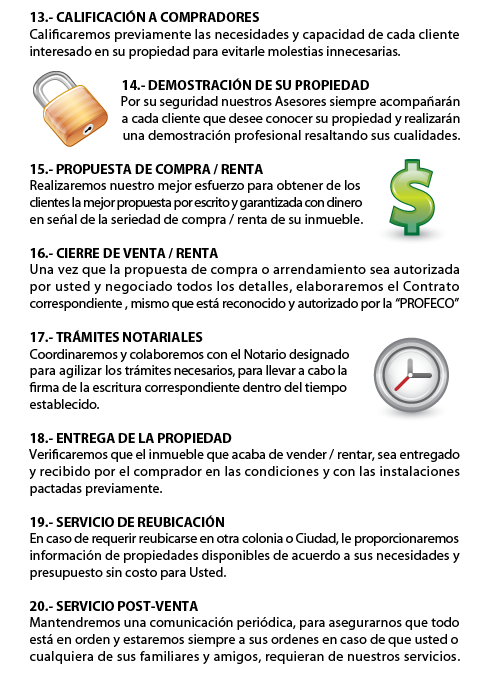 13.- CALIFICACIÓN A COMPRADORES
Calificaremos previamente las necesidades y capacidad de cada cliente
interesado en su propiedad para evitarle molestias innecesarias.
14.- DEMOSTRACIÓN DE SU PROPIEDAD
Por su seguridad nuestros Asesores siempre acompañarán
a cada cliente que desee conocer su propiedad y realizarán
una demostración profesional resaltando sus cualidades.
15.- PROPUESTA DE COMPRA / RENTA
Realizaremos nuestro mejor esfuerzo para obtener de los
clientes la mejor propuesta por escrito y garantizada con dinero
en señal de la seriedad de compra / renta de su inmueble.
$
16.- CIERRE DE VENTA / RENTA
Una vez que la propuesta de compra o arrendamiento sea autorizada
por usted y negociado todos los detalles, elaboraremos el Contrato
correspondiente , mismo que está reconocido y autorizado por la “PROFECO”
17.- TRÁMITES NOTARIALES
Coordinaremos y colaboremos con el Notario designado
para agilizar los trámites necesarios, para llevar a cabo la
firma de la escritura correspondiente dentro del tiempo
establecido.
18.- ENTREGA DE LA PROPIEDAD
Verificaremos que el inmueble que acaba de vender / rentar, sea entregado
y recibido por el comprador en las condiciones y con las instalaciones
pactadas previamente.
19.- SERVICIO DE REUBICACIÓN
En caso de requerir reubicarse en otra colonia o Ciudad, le proporcionaremos
información de propiedades disponibles de acuerdo a sus necesidades y
presupuesto sin costo para Usted.
20.- SERVICIO POST-VENTA
Mantendremos una comunicación periódica, para asegurarnos que todo
está en orden y estaremos siempre a sus ordenes en caso de que usted o
cualquiera de sus familiares y amigos, requieran de nuestros servicios.